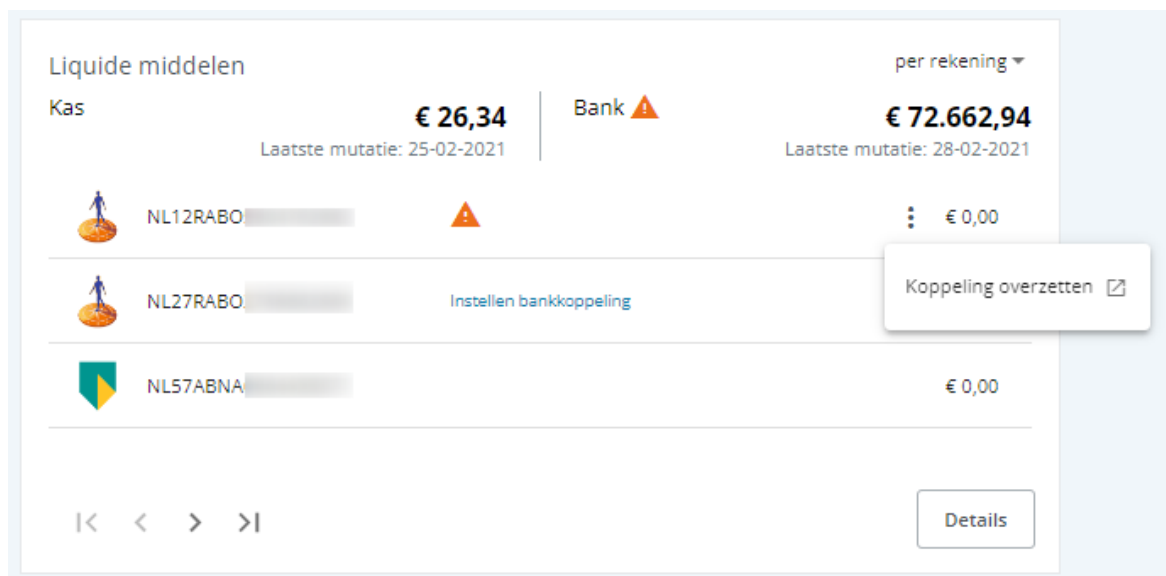 Liquide middelen
per rekening
Kas
€ 26,34
Bank
€ 72.662,94
Laatste mutatie: 25-02-2021
Laatste mutatie: 28-02-2021
NL12RABO
€ 0,00
Koppeling overzetten
NL27RABO
Instellen bankkoppeling
NL57ABNA
€ 0,00
Details